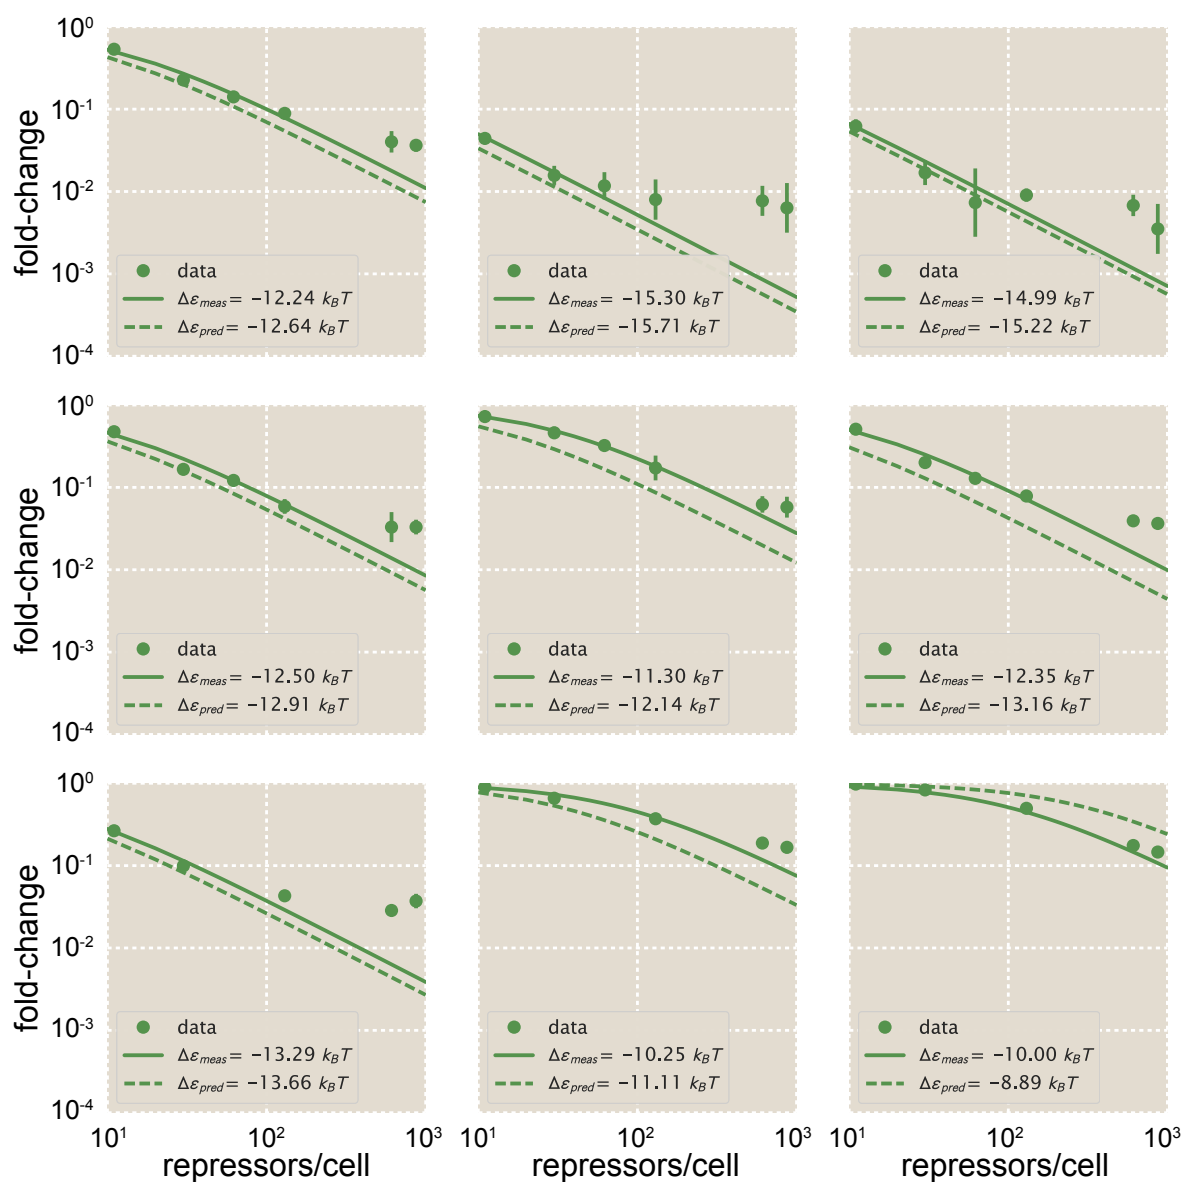 10⁰
10⁻¹
10⁻²
10⁻³
10⁻⁴
fold-change
data
Δε_meas = −12.24 k_BT
Δε_pred = −12.64 k_BT
data
Δε_meas = −15.30 k_BT
Δε_pred = −15.71 k_BT
data
Δε_meas = −14.99 k_BT
Δε_pred = −15.22 k_BT
10⁰
10⁻¹
10⁻²
10⁻³
10⁻⁴
fold-change
data
Δε_meas = −12.50 k_BT
Δε_pred = −12.91 k_BT
data
Δε_meas = −11.30 k_BT
Δε_pred = −12.14 k_BT
data
Δε_meas = −12.35 k_BT
Δε_pred = −13.16 k_BT
10⁰
10⁻¹
10⁻²
10⁻³
10⁻⁴
fold-change
data
Δε_meas = −13.29 k_BT
Δε_pred = −13.66 k_BT
data
Δε_meas = −10.25 k_BT
Δε_pred = −11.11 k_BT
data
Δε_meas = −10.00 k_BT
Δε_pred = −8.89 k_BT
10¹ 10² 10³
10¹ 10² 10³
10¹ 10² 10³
repressors/cell
repressors/cell
repressors/cell